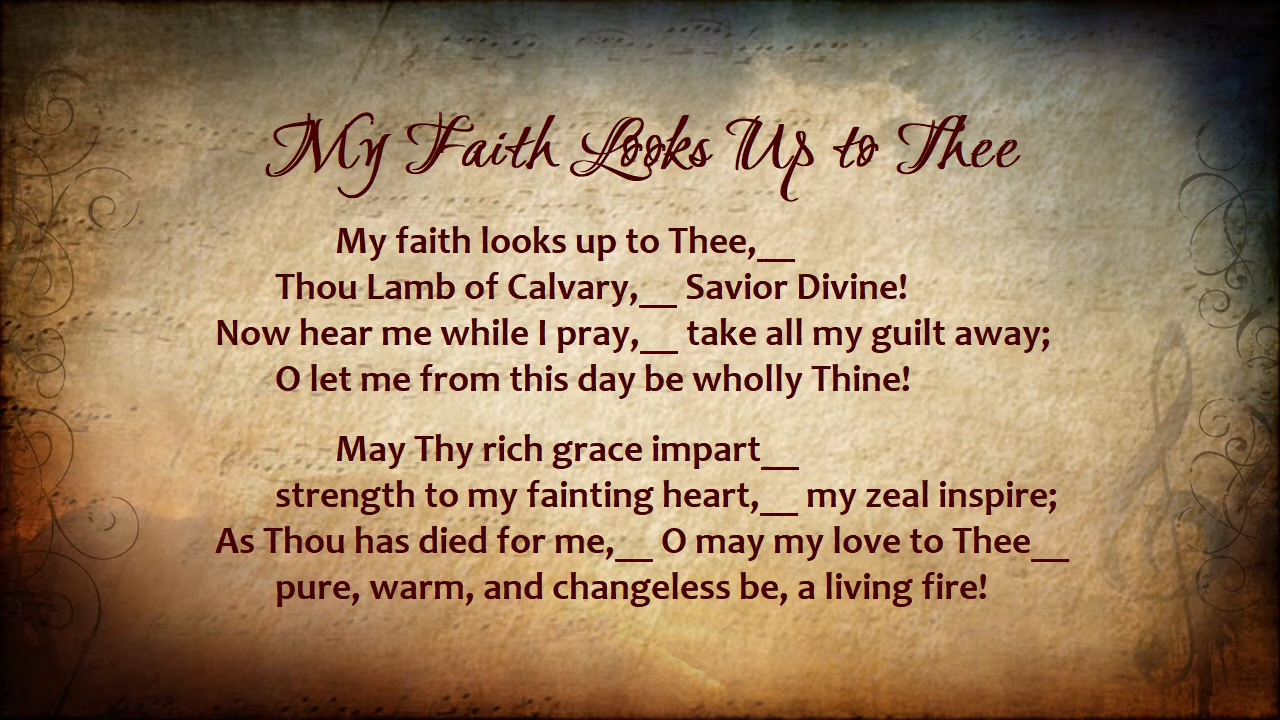 My Faith Looks Up to Thee
My faith looks up to Thee,__
Thou Lamb of Calvary,__ Savior Divine!
Now hear me while I pray,__ take all my guilt away;
O let me from this day be wholly Thine!
May Thy rich grace impart__
strength to my fainting heart,__ my zeal inspire;
As Thou has died for me,__ O may my love to Thee__
pure, warm, and changeless be, a living fire!